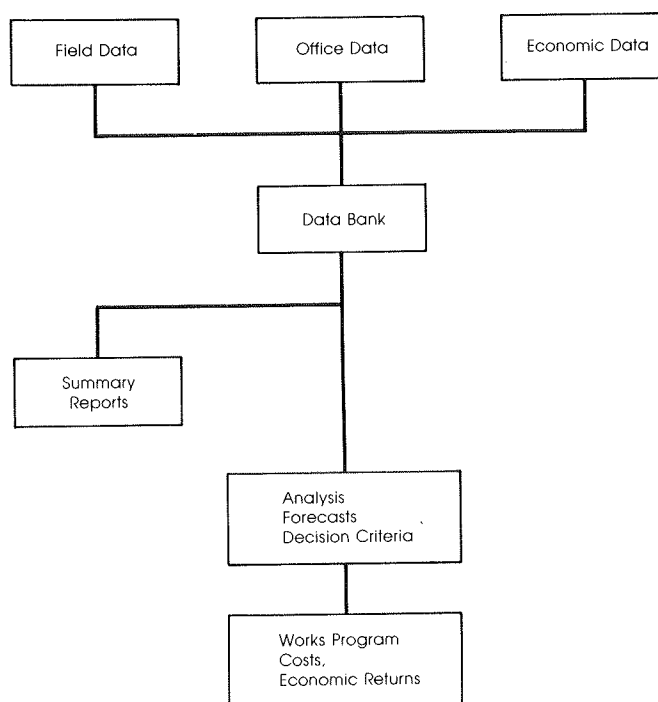 Field Data
Office Data
Economic Data
Data Bank
Summary
Reports
Analysis
Forecasts
Decision Criteria
Works Program
Costs,
Economic Returns